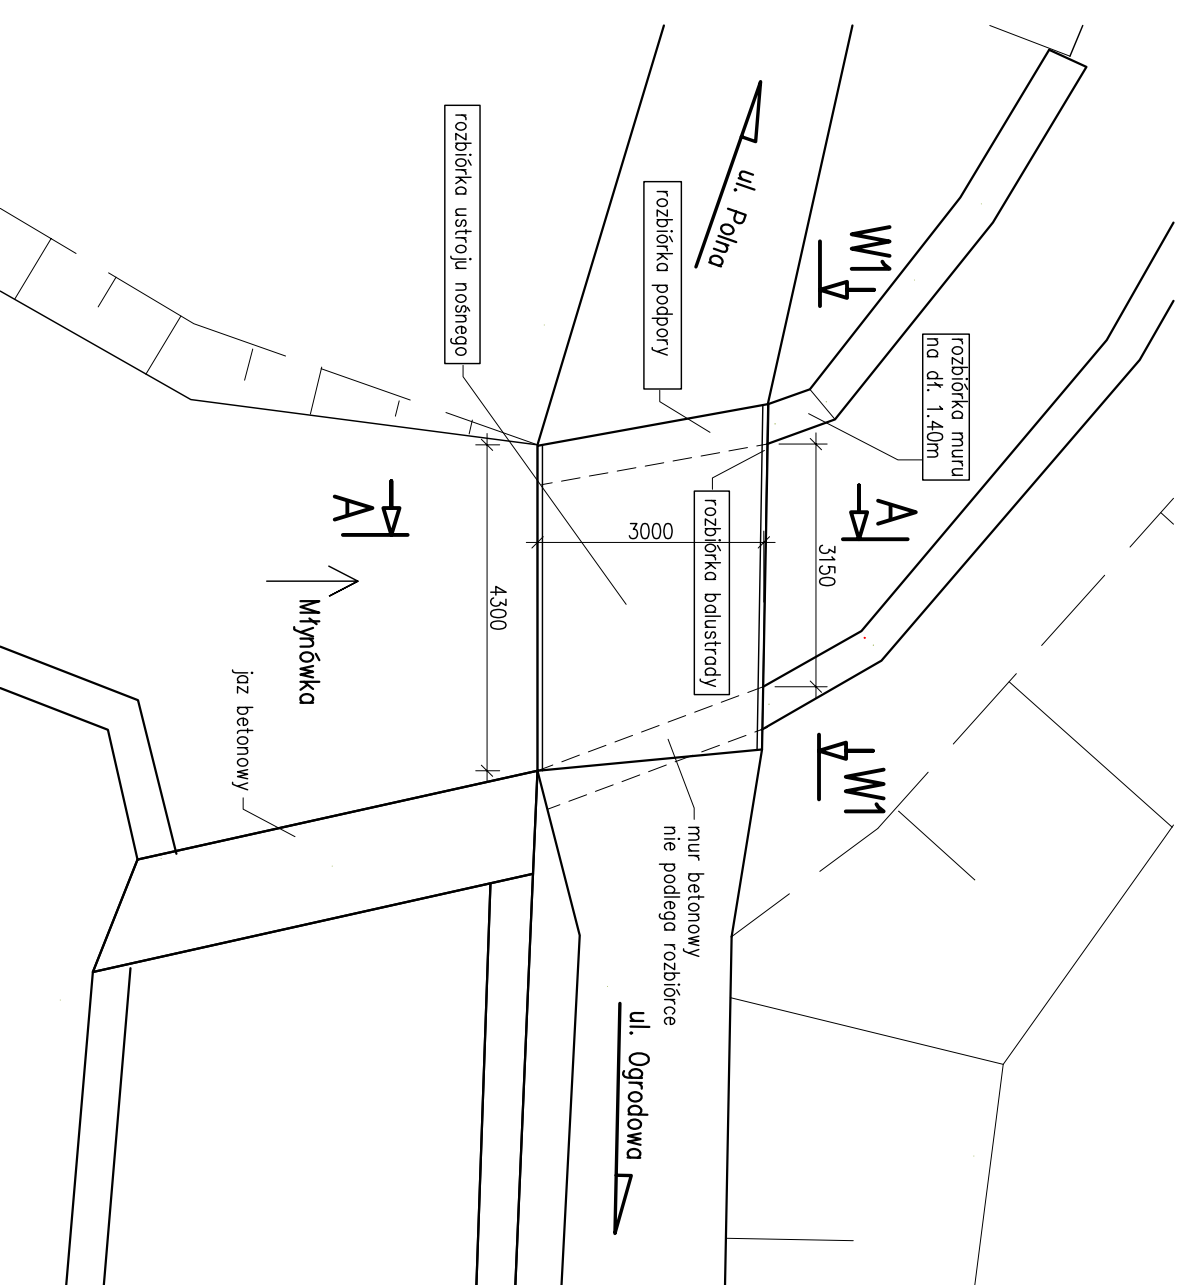 rozbiórka muru
na dł. 1.40m
W1
A
ul. Polna
rozbiórka podpory
rozbiórka ustroju nośnego
3150
3000
rozbiórka balustrady
4300
A
Młynówka
jaz betonowy
W1
mur betonowy
nie podlega rozbiórce
ul. Ogrodowa